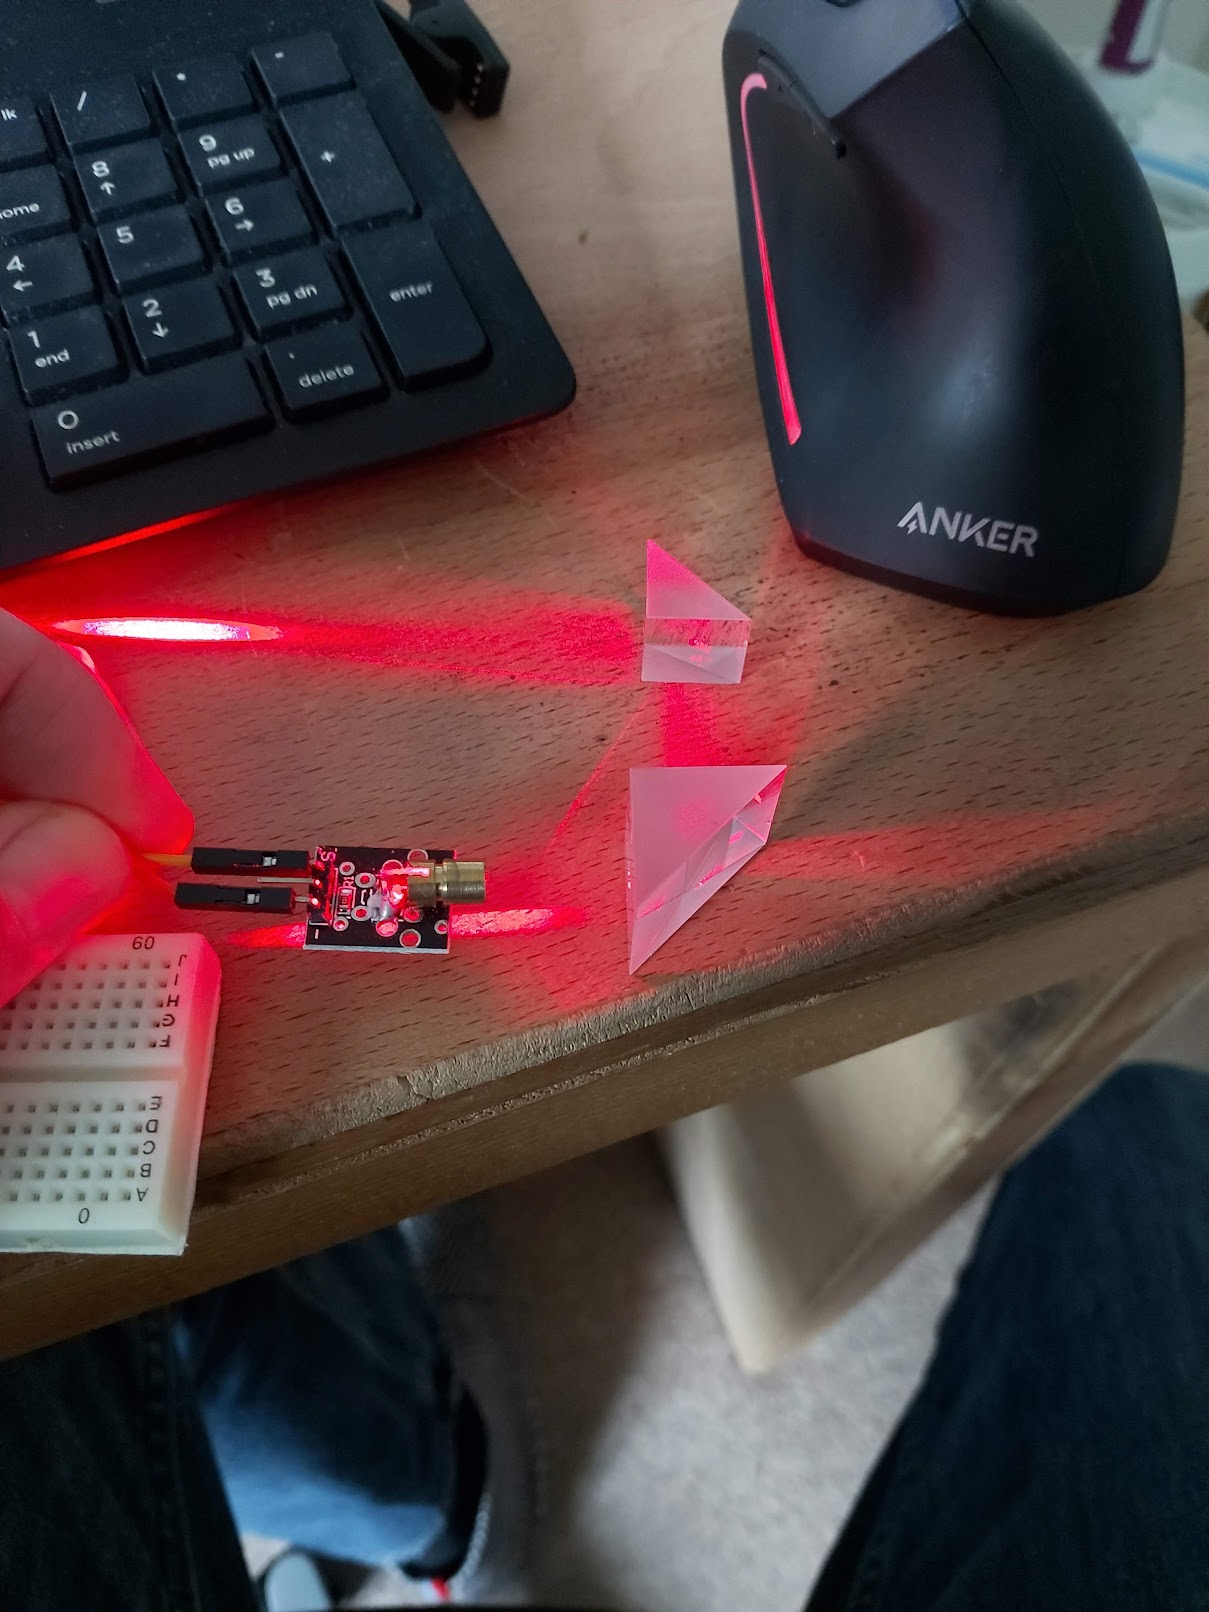 -
*
/
lk
+
9
pg up
8
↑
home
6
→
5
4
←
enter
3
pg dn
2
↓
1
end
.
delete
0
insert
ANKER
S
-
09
J
I
H
G
F
E
D
C
B
A
0